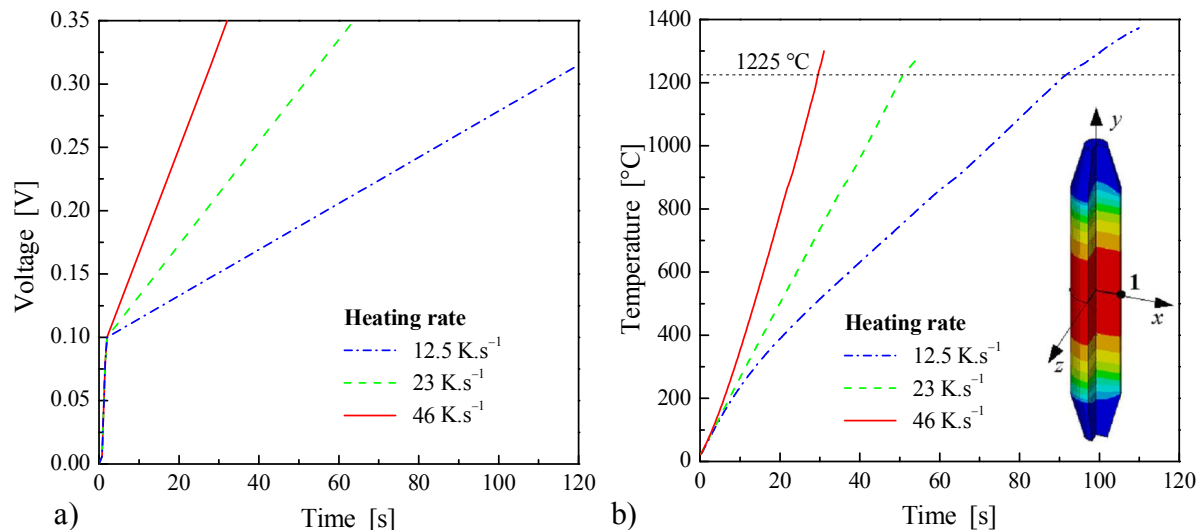 0.35
0.30
0.25
0.20
0.15
0.10
0.05
0.00
Voltage [V]
0 20 40 60 80 100 120
Time [s]
Heating rate
12.5 K.s⁻¹
23 K.s⁻¹
46 K.s⁻¹
a)
1400
1200
1000
800
600
400
200
0
Temperature [°C]
0 20 40 60 80 100 120
Time [s]
1225 °C
Heating rate
12.5 K.s⁻¹
23 K.s⁻¹
46 K.s⁻¹
y
1
x
z
b)